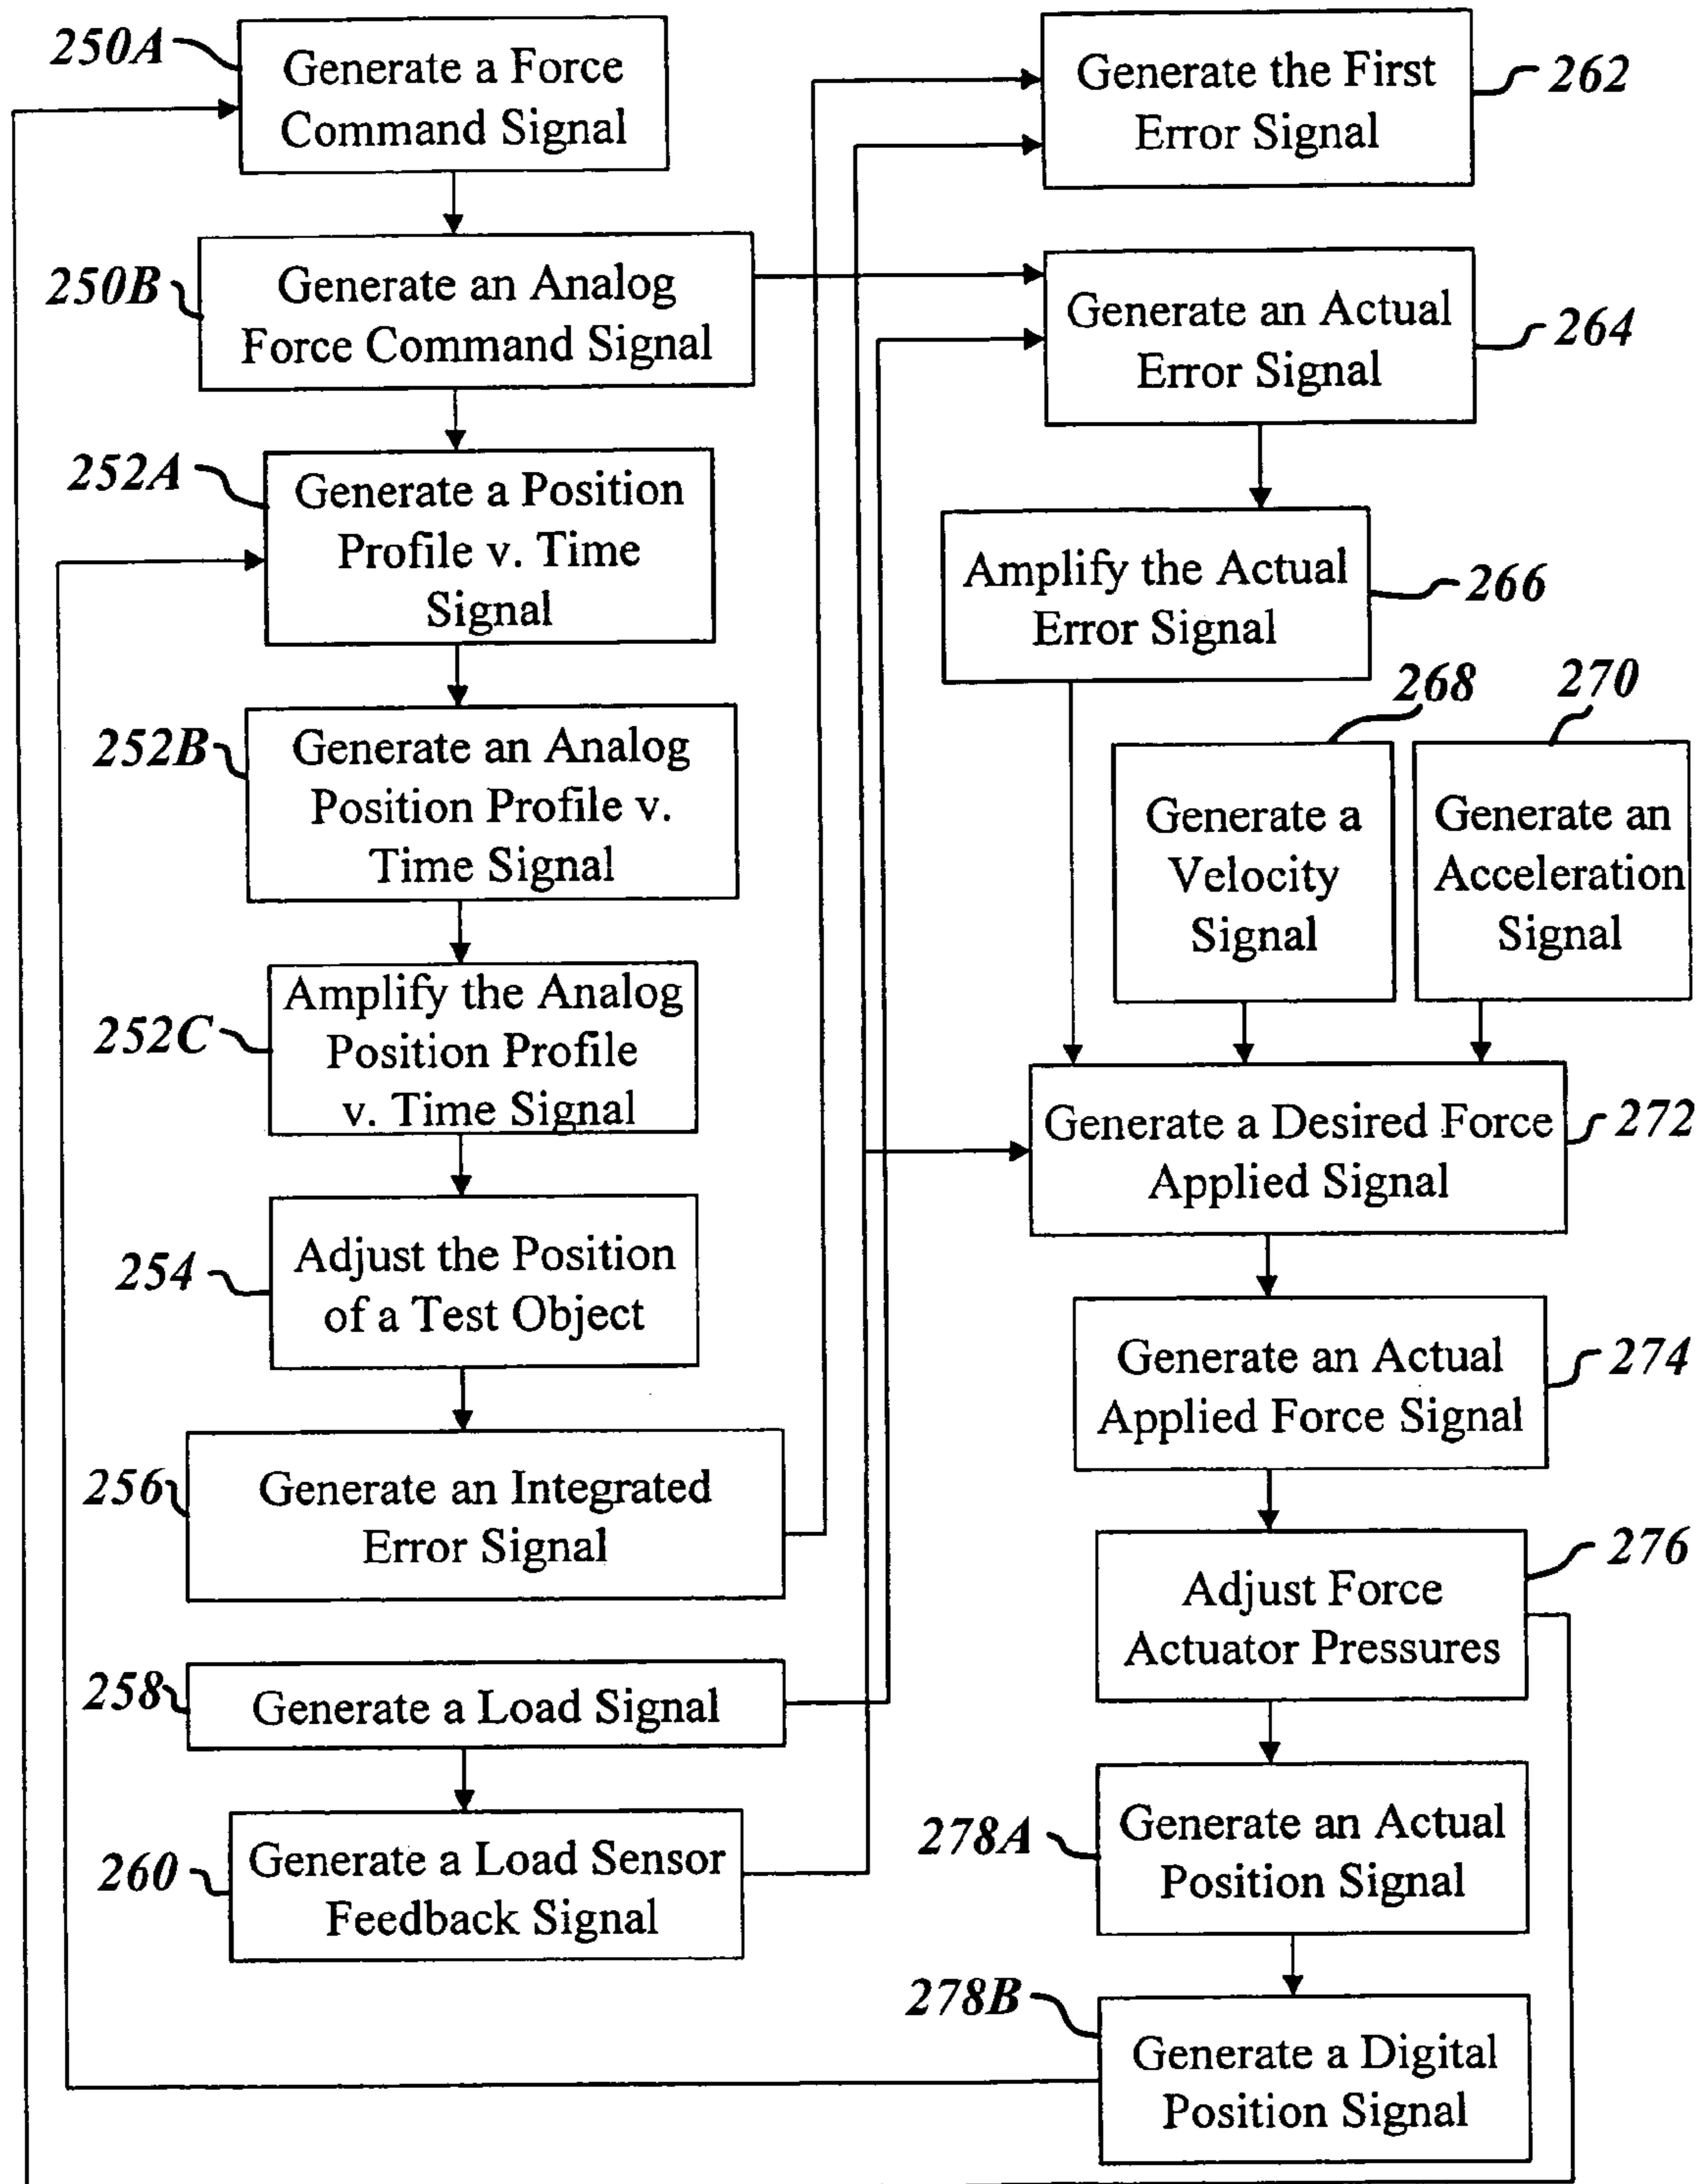 250A
Generate a Force
Command Signal
250B
Generate an Analog
Force Command Signal
252A
Generate a Position
Profile v. Time
Signal
252B
Generate an Analog
Position Profile v.
Time Signal
252C
Amplify the Analog
Position Profile
v. Time Signal
254
Adjust the Position
of a Test Object
256
Generate an Integrated
Error Signal
258
Generate a Load Signal
260
Generate a Load Sensor
Feedback Signal
Generate the First
Error Signal
262
Generate an Actual
Error Signal
264
Amplify the Actual
Error Signal
266
268
Generate a
Velocity
Signal
270
Generate an
Acceleration
Signal
Generate a Desired Force
Applied Signal
272
Generate an Actual
Applied Force Signal
274
Adjust Force
Actuator Pressures
276
278A
Generate an Actual
Position Signal
278B
Generate a Digital
Position Signal